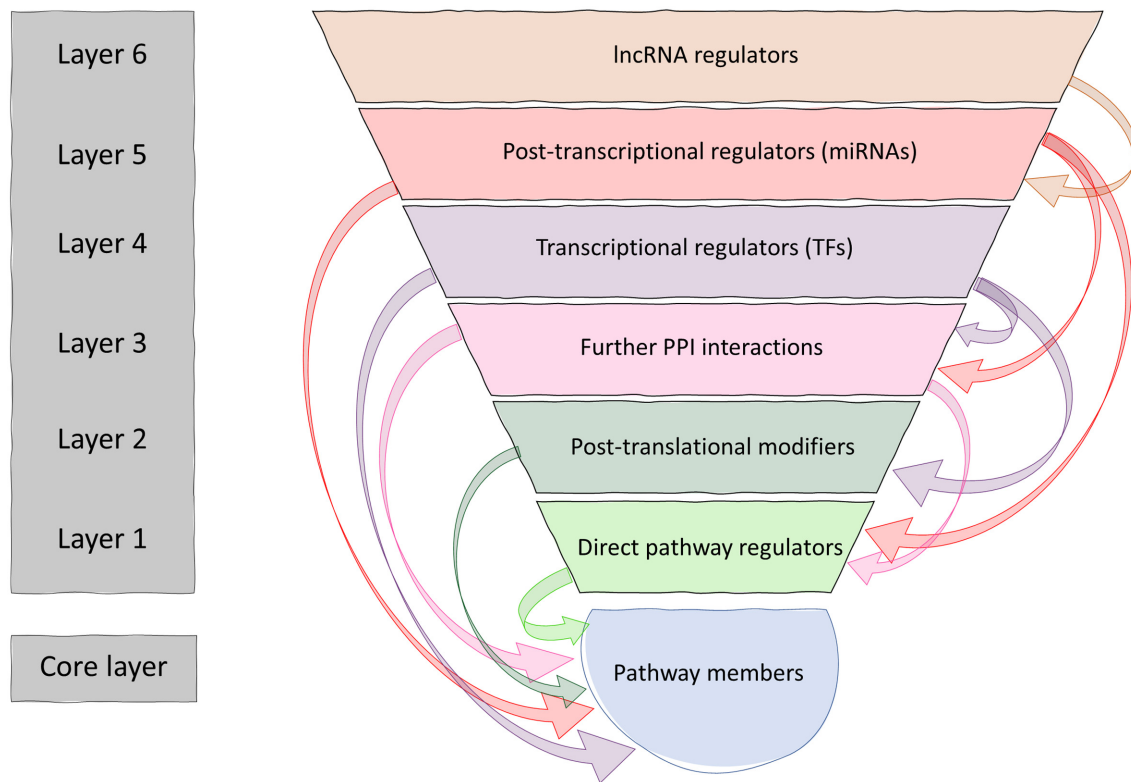 Layer 6
lncRNA regulators
Layer 5
Post-transcriptional regulators (miRNAs)
Layer 4
Transcriptional regulators (TFs)
Layer 3
Further PPI interactions
Layer 2
Post-translational modifiers
Layer 1
Direct pathway regulators
Core layer
Pathway members